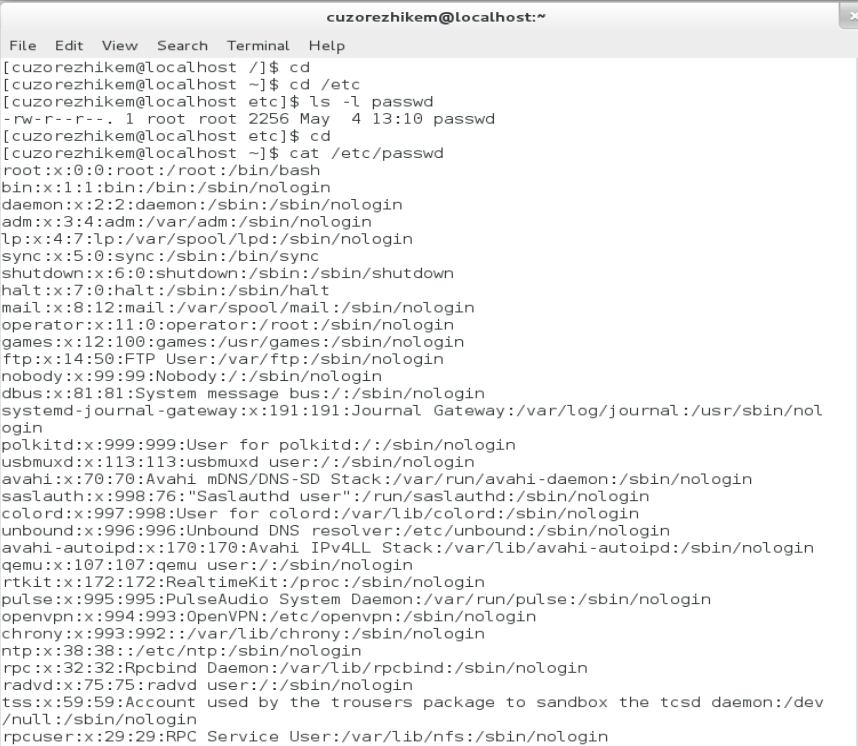 cuzorezhikem@localhost:~
File Edit View Search Terminal Help
[cuzorezhikem@localhost /]$ cd
[cuzorezhikem@localhost ~]$ cd /etc
[cuzorezhikem@localhost etc]$ ls -l passwd
-rw-r--r--. 1 root root 2256 May  4 13:10 passwd
[cuzorezhikem@localhost etc]$ cd
[cuzorezhikem@localhost ~]$ cat /etc/passwd
root:x:0:0:root:/root:/bin/bash
bin:x:1:1:bin:/bin:/sbin/nologin
daemon:x:2:2:daemon:/sbin:/sbin/nologin
adm:x:3:4:adm:/var/adm:/sbin/nologin
lp:x:4:7:lp:/var/spool/lpd:/sbin/nologin
sync:x:5:0:sync:/sbin:/bin/sync
shutdown:x:6:0:shutdown:/sbin:/sbin/shutdown
halt:x:7:0:halt:/sbin:/sbin/halt
mail:x:8:12:mail:/var/spool/mail:/sbin/nologin
operator:x:11:0:operator:/root:/sbin/nologin
games:x:12:100:games:/usr/games:/sbin/nologin
ftp:x:14:50:FTP User:/var/ftp:/sbin/nologin
nobody:x:99:99:Nobody:/:/sbin/nologin
dbus:x:81:81:System message bus:/:/sbin/nologin
systemd-journal-gateway:x:191:191:Journal Gateway:/var/log/journal:/usr/sbin/nol
ogin
polkitd:x:999:999:User for polkitd:/:/sbin/nologin
usbmuxd:x:113:113:usbmuxd user:/:/sbin/nologin
avahi:x:70:70:Avahi mDNS/DNS-SD Stack:/var/run/avahi-daemon:/sbin/nologin
saslauth:x:998:76:"Saslauthd user":/run/saslauthd:/sbin/nologin
colord:x:997:998:User for colord:/var/lib/colord:/sbin/nologin
unbound:x:996:996:Unbound DNS resolver:/etc/unbound:/sbin/nologin
avahi-autoipd:x:170:170:Avahi IPv4LL Stack:/var/lib/avahi-autoipd:/sbin/nologin
qemu:x:107:107:qemu user:/:/sbin/nologin
rtkit:x:172:172:RealtimeKit:/proc:/sbin/nologin
pulse:x:995:995:PulseAudio System Daemon:/var/run/pulse:/sbin/nologin
openvpn:x:994:993:OpenVPN:/etc/openvpn:/sbin/nologin
chrony:x:993:992::/var/lib/chrony:/sbin/nologin
ntp:x:38:38::/etc/ntp:/sbin/nologin
rpc:x:32:32:Rpcbind Daemon:/var/lib/rpcbind:/sbin/nologin
radvd:x:75:75:radvd user:/:/sbin/nologin
tss:x:59:59:Account used by the trousers package to sandbox the tcsd daemon:/dev
/null:/sbin/nologin
rpcuser:x:29:29:RPC Service User:/var/lib/nfs:/sbin/nologin